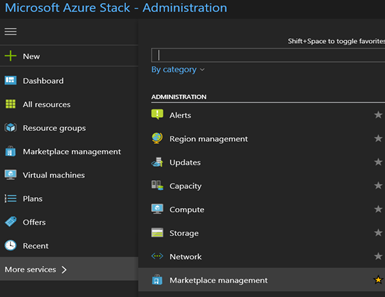 Microsoft Azure Stack - Administration
New
Dashboard
All resources
Resource groups
Marketplace management
Virtual machines
Plans
Offers
Recent
More services
Shift+Space to toggle favorites
By category
ADMINISTRATION
Alerts
Region management
Updates
Capacity
Compute
Storage
Network
Marketplace management